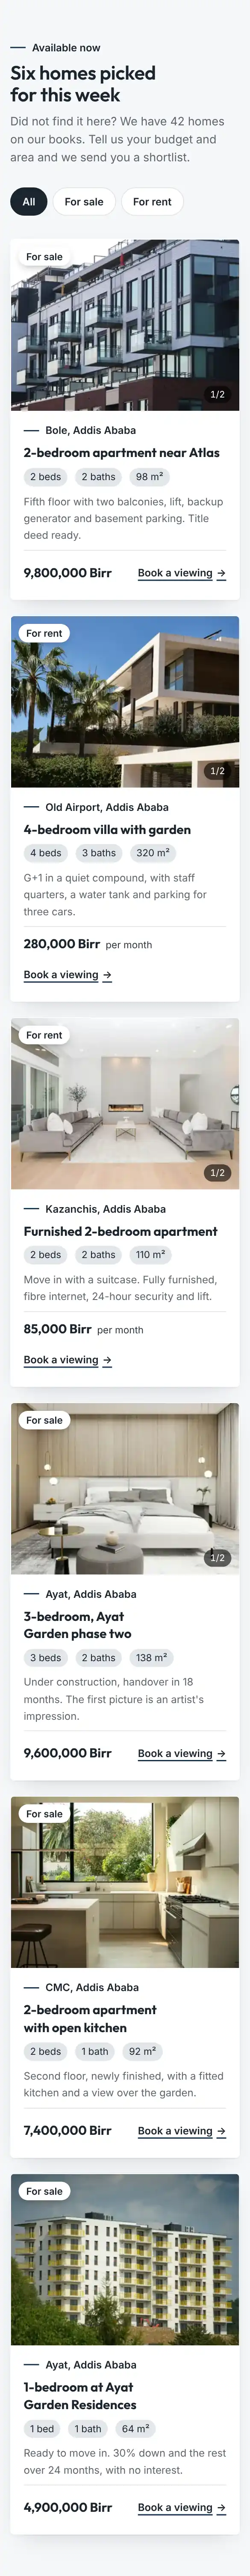 Available now
Six homes picked
for this week
Did not find it here? We have 42 homes
on our books. Tell us your budget and
area and we send you a shortlist.
All For sale For rent
For sale
1/2
Bole, Addis Ababa
2-bedroom apartment near Atlas
2 beds 2 baths 98 m²
Fifth floor with two balconies, lift, backup
generator and basement parking. Title
deed ready.
9,800,000 Birr Book a viewing →
For rent
1/2
Old Airport, Addis Ababa
4-bedroom villa with garden
4 beds 3 baths 320 m²
G+1 in a quiet compound, with staff
quarters, a water tank and parking for
three cars.
280,000 Birr per month
Book a viewing →
For rent
1/2
Kazanchis, Addis Ababa
Furnished 2-bedroom apartment
2 beds 2 baths 110 m²
Move in with a suitcase. Fully furnished,
fibre internet, 24-hour security and lift.
85,000 Birr per month
Book a viewing →
For sale
1/2
Ayat, Addis Ababa
3-bedroom, Ayat
Garden phase two
3 beds 2 baths 138 m²
Under construction, handover in 18
months. The first picture is an artist's
impression.
9,600,000 Birr Book a viewing →
For sale
CMC, Addis Ababa
2-bedroom apartment
with open kitchen
2 beds 1 bath 92 m²
Second floor, newly finished, with a fitted
kitchen and a view over the garden.
7,400,000 Birr Book a viewing →
For sale
Ayat, Addis Ababa
1-bedroom at Ayat
Garden Residences
1 bed 1 bath 64 m²
Ready to move in. 30% down and the rest
over 24 months, with no interest.
4,900,000 Birr Book a viewing →